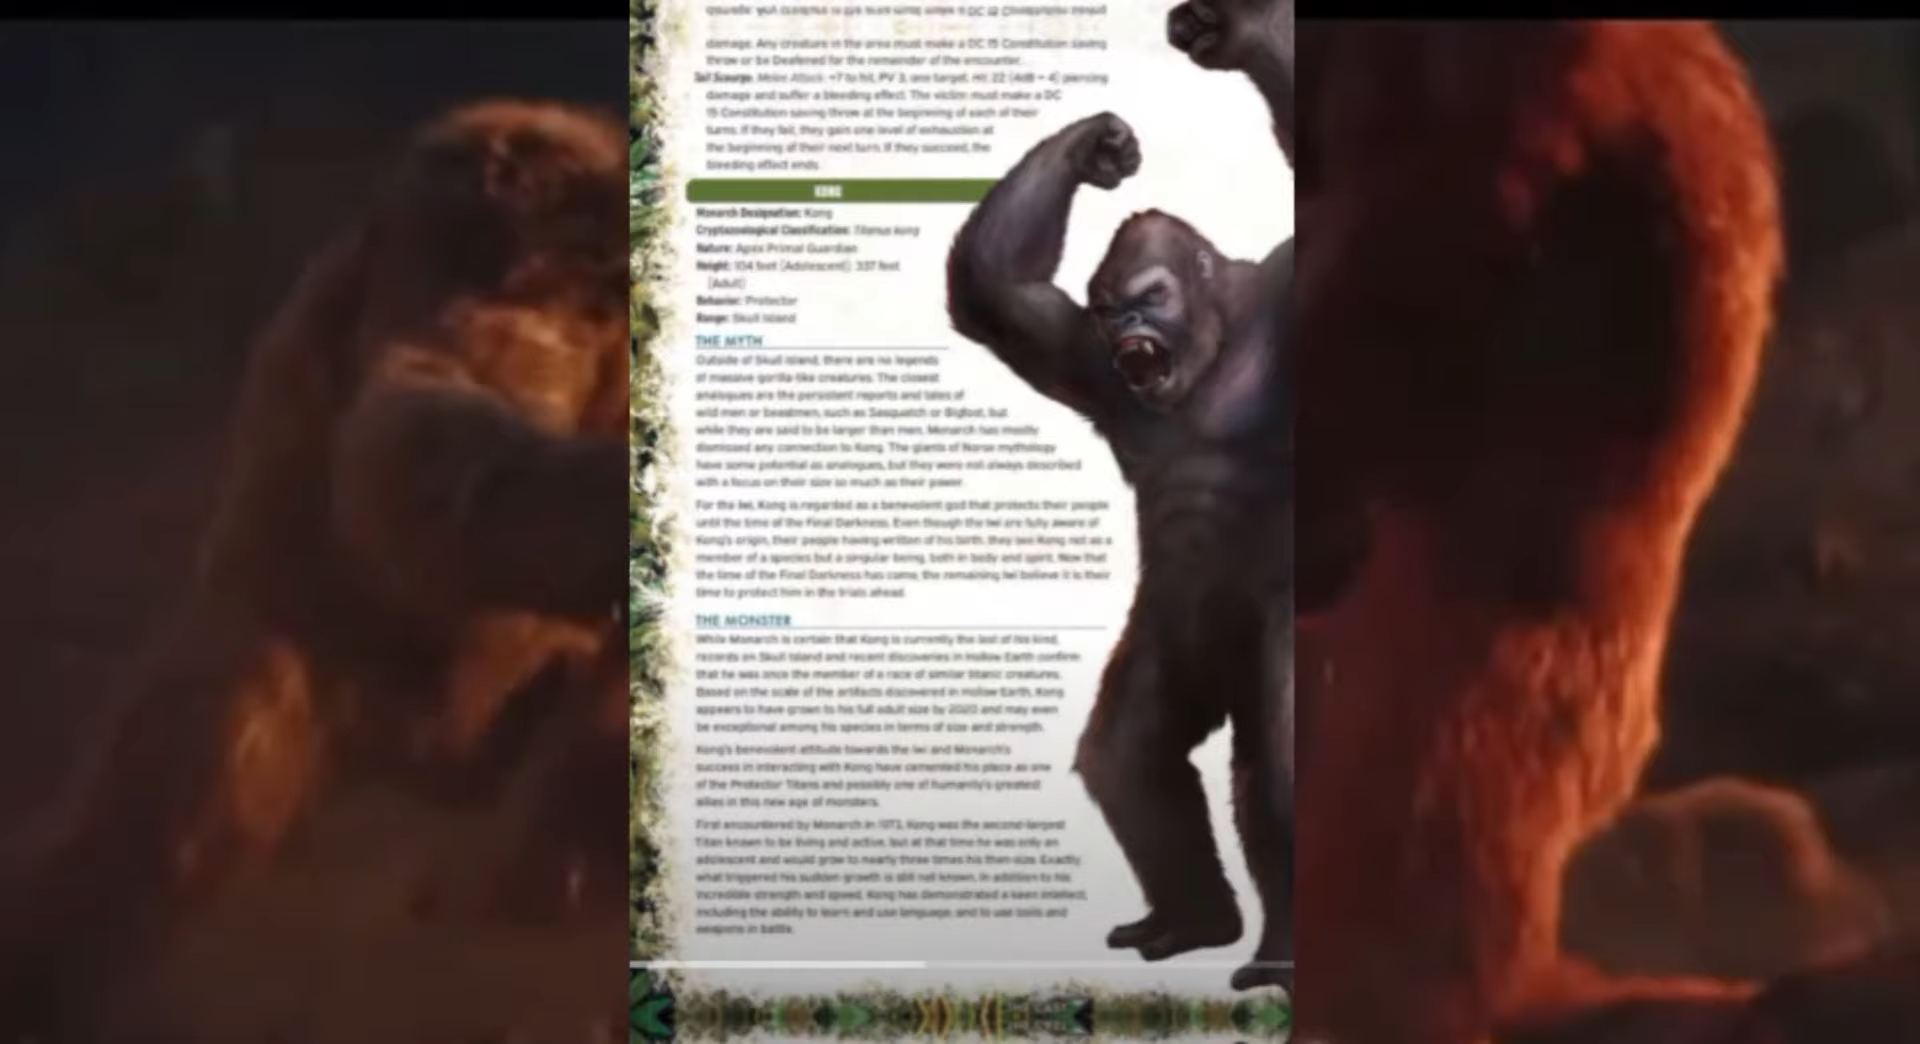 damage. Any creature in the area must make a DC 15 Constitution saving
throw or be Deafened for the remainder of the encounter.
Tail Scourge. Melee Attack: +7 to hit, PV 3, one target. Hit: 22 (4d8 + 4) piercing
damage and suffer a bleeding effect. The victim must make a DC
15 Constitution saving throw at the beginning of each of their
turns. If they fail, they gain one level of exhaustion at
the beginning of their next turn. If they succeed, the
bleeding effect ends.
KONG
Monarch Designation: Kong
Cryptozoological Classification: Titanus kong
Nature: Apex Primal Guardian
Height: 104 feet (Adolescent); 337 feet
(Adult)
Behavior: Protector
Range: Skull Island
THE MYTH
Outside of Skull Island, there are no legends
of massive gorilla-like creatures. The closest
analogues are the persistent reports and tales of
wild men or beastmen, such as Sasquatch or Bigfoot, but
while they are said to be larger than men, Monarch has mostly
dismissed any connection to Kong. The giants of Norse mythology
have some potential as analogues, but they were not always described
with a focus on their size so much as their power.
For the Iwi, Kong is regarded as a benevolent god that protects their people
until the time of the Final Darkness. Even though the Iwi are fully aware of
Kong's origin, their people having written of his birth, they see Kong not as a
member of a species but a singular being, both in body and spirit. Now that
the time of the Final Darkness has come, the remaining Iwi believe it is their
time to protect him in the trials ahead.
THE MONSTER
While Monarch is certain that Kong is currently the last of his kind,
records on Skull Island and recent discoveries in Hollow Earth confirm
that he was once the member of a race of similar titanic creatures.
Based on the scale of the artifacts discovered in Hollow Earth, Kong
appears to have grown to his full adult size by 2020 and may even
be exceptional among his species in terms of size and strength.
Kong's benevolent attitude towards the Iwi and Monarch's
success in interacting with Kong have cemented his place as one
of the Protector Titans and possibly one of humanity's greatest
allies in this new age of monsters.
First encountered by Monarch in 1973, Kong was the second-largest
Titan known to be living and active, but at that time he was only an
adolescent and would grow to nearly three times his then-size. Exactly
what triggered his sudden growth is still not known. In addition to his
incredible strength and speed, Kong has demonstrated a keen intellect,
including the ability to learn and use language, and to use tools and
weapons in battle.